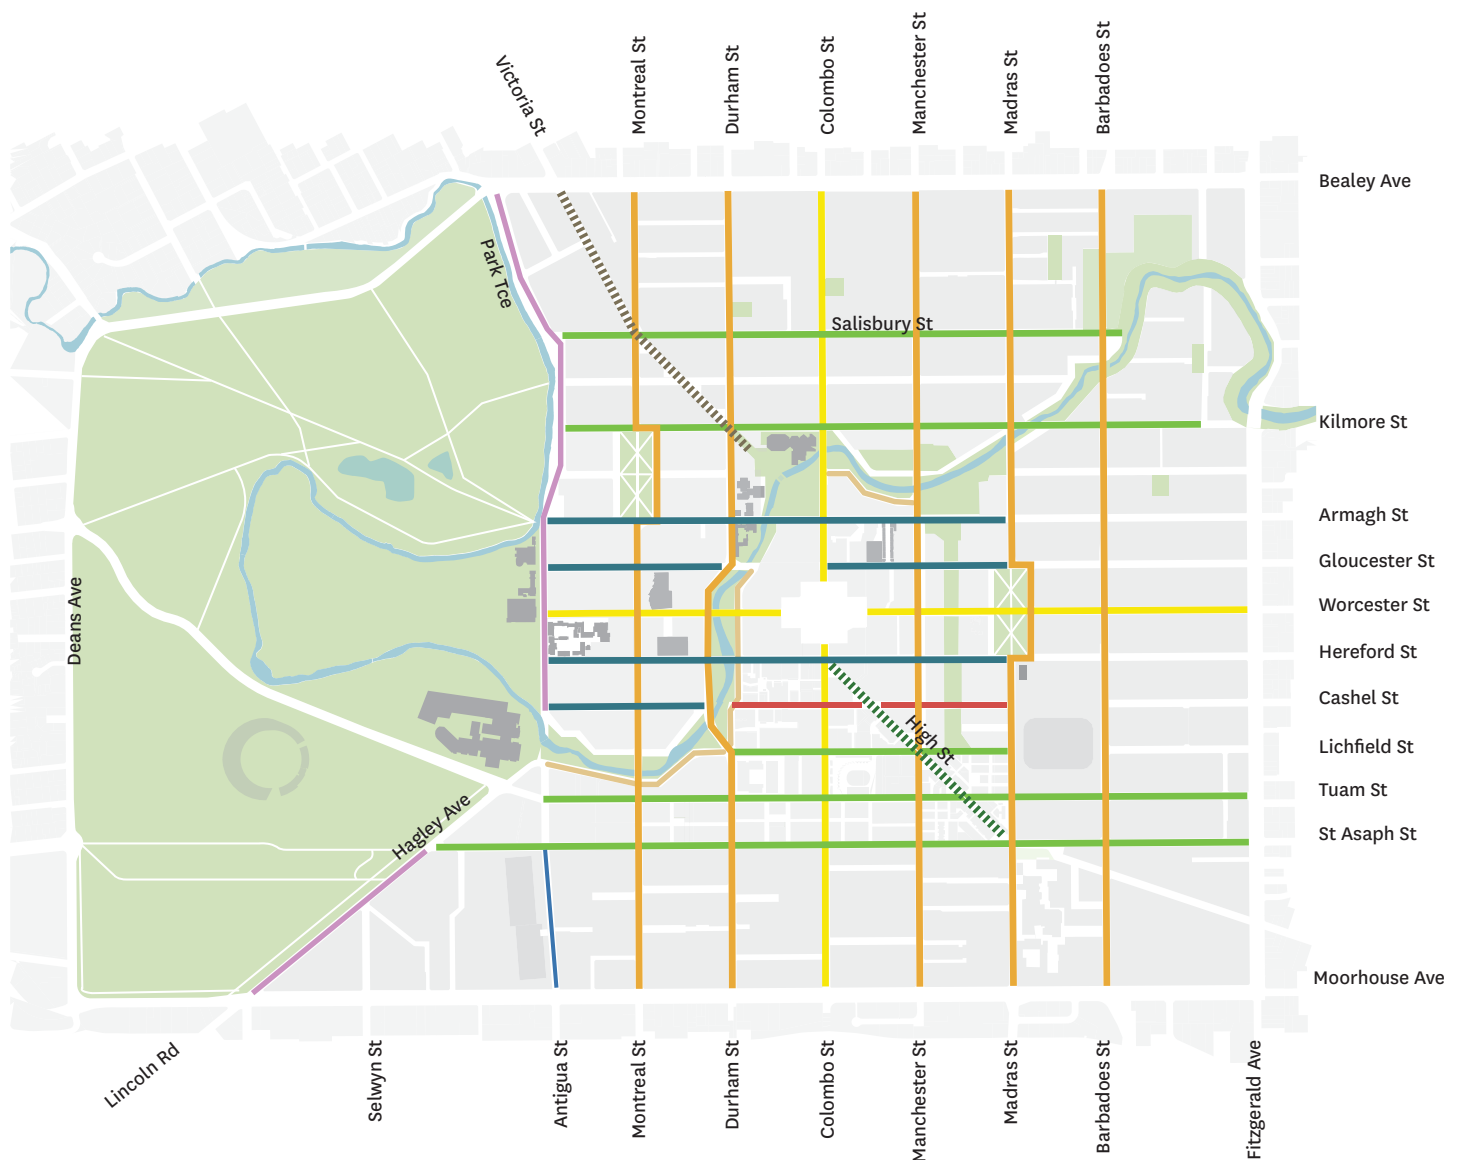 Victoria St
Montreal St
Durham St
Colombo St
Manchester St
Madras St
Barbadoes St
Bealey Ave
Park Tce
Salisbury St
Kilmore St
Armagh St
Gloucester St
Worcester St
Deans Ave
Hereford St
Cashel St
High St
Lichfield St
Tuam St
Hagley Ave
St Asaph St
Moorhouse Ave
Lincoln Rd
Selwyn St
Antigua St
Montreal St
Durham St
Colombo St
Manchester St
Madras St
Barbadoes St
Fitzgerald Ave